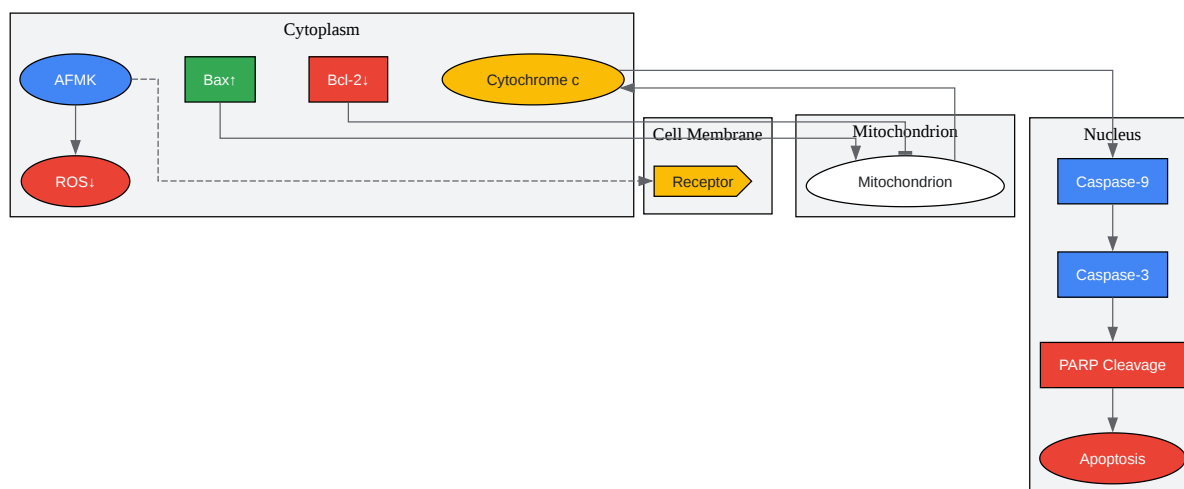 Cytoplasm
AFMK
Bax↑
Bcl-2↓
Cytochrome c
ROS↓
Cell Membrane
Receptor
Mitochondrion
Mitochondrion
Nucleus
Caspase-9
Caspase-3
PARP Cleavage
Apoptosis